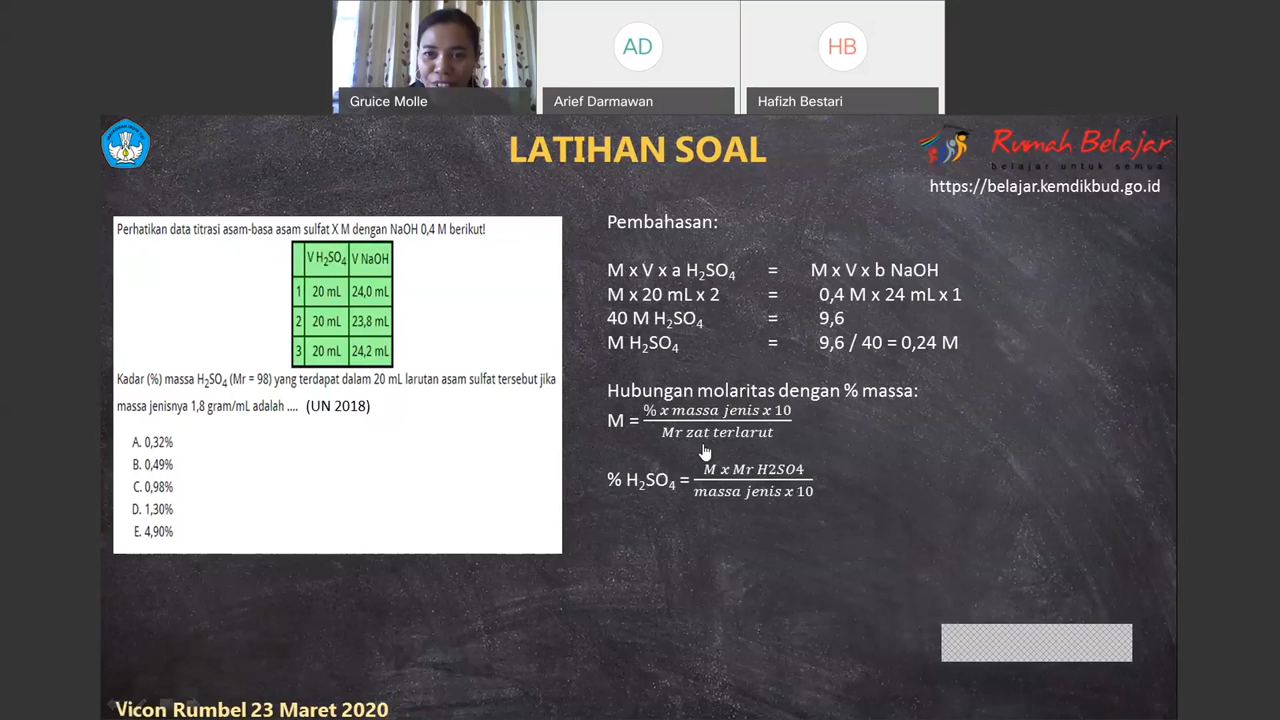 AD
HB
Gruice Molle
Arief Darmawan
Hafizh Bestari
LATIHAN SOAL
Rumah Belajar
belajar untuk semua
https://belajar.kemdikbud.go.id
Perhatikan data titrasi asam-basa asam sulfat X M dengan NaOH 0,4 M berikut!
V H₂SO₄ V NaOH
1 20 mL 24,0 mL
2 20 mL 23,8 mL
3 20 mL 24,2 mL
Kadar (%) massa H₂SO₄ (Mr = 98) yang terdapat dalam 20 mL larutan asam sulfat tersebut jika
massa jenisnya 1,8 gram/mL adalah .... (UN 2018)
A. 0,32%
B. 0,49%
C. 0,98%
D. 1,30%
E. 4,90%
Pembahasan:
M x V x a H₂SO₄ = M x V x b NaOH
M x 20 mL x 2 = 0,4 M x 24 mL x 1
40 M H₂SO₄ = 9,6
M H₂SO₄ = 9,6 / 40 = 0,24 M
Hubungan molaritas dengan % massa:
M = % x massa jenis x 10
Mr zat terlarut
% H₂SO₄ = M x Mr H2SO4
massa jenis x 10
Vicon Rumbel 23 Maret 2020